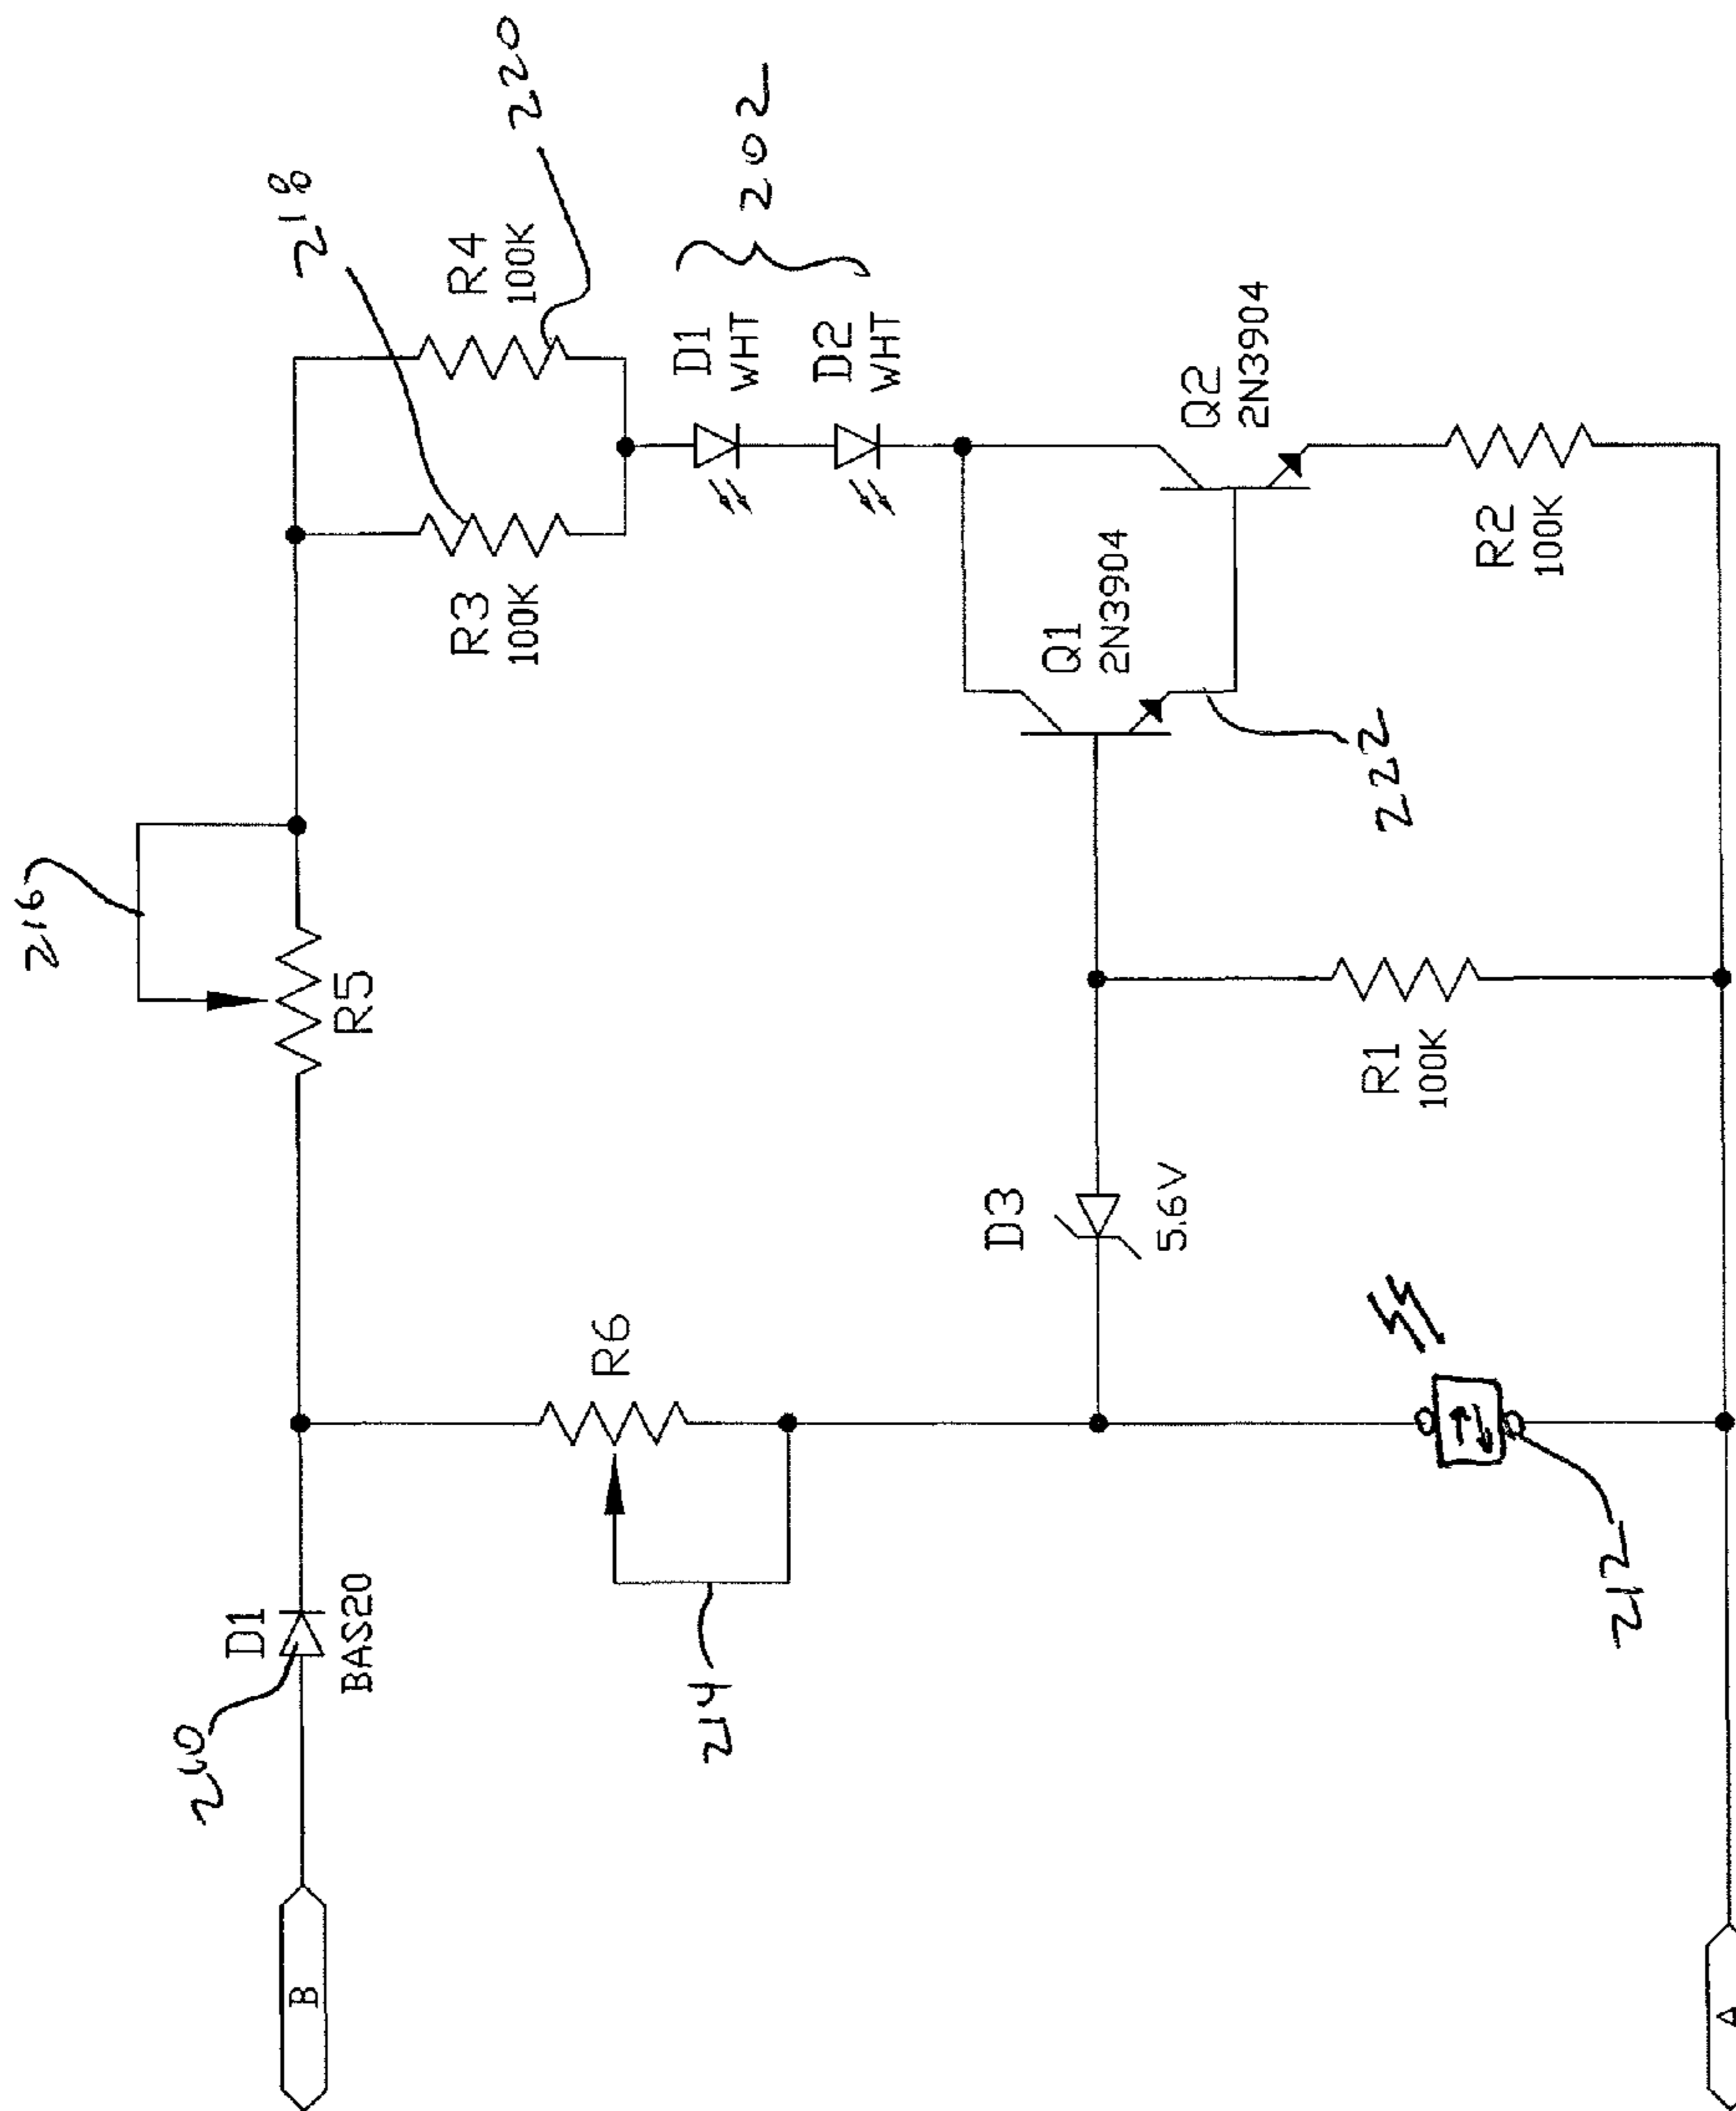 216
R5
218
220
R3
100K
R4
100K
202
D1
WHT
D2
WHT
Q1
2N3904
Q2
2N3904
222
R2
100K
R1
100K
D3
5.6V
R6
214
212
210
D1
BAS20
B
A